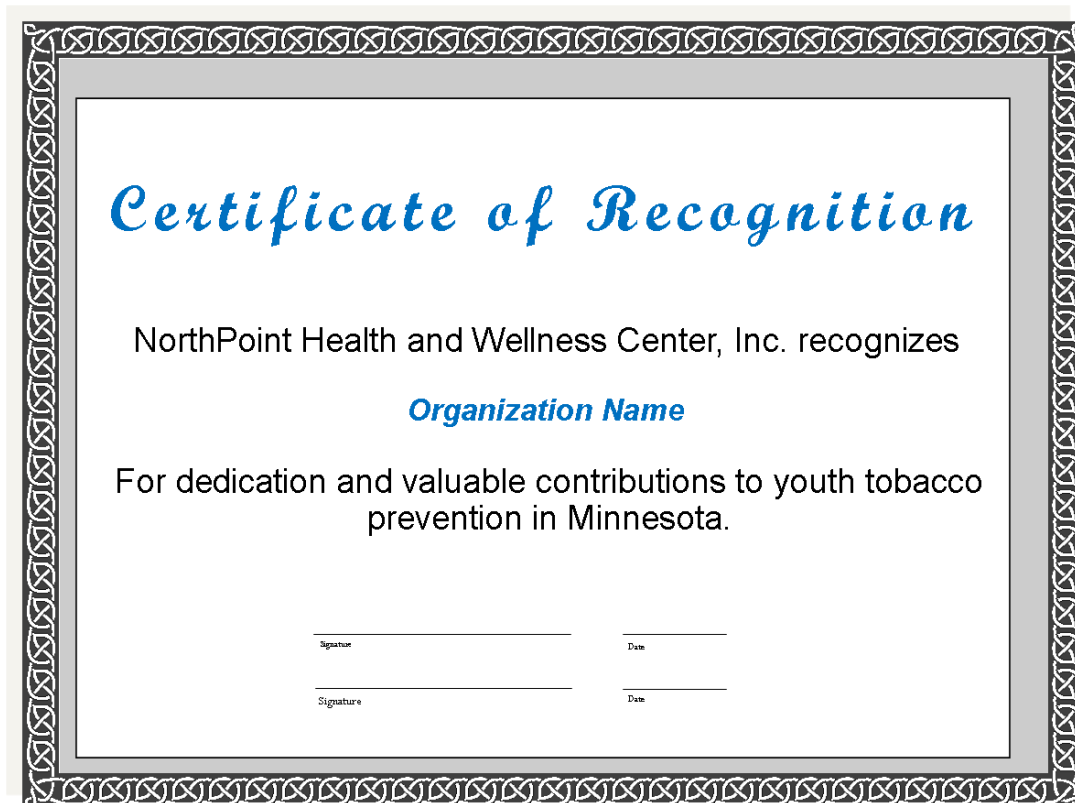 Certificate of Recognition
NorthPoint Health and Wellness Center, Inc. recognizes
Organization Name
For dedication and valuable contributions to youth tobacco
prevention in Minnesota.
Signature Date
Signature Date